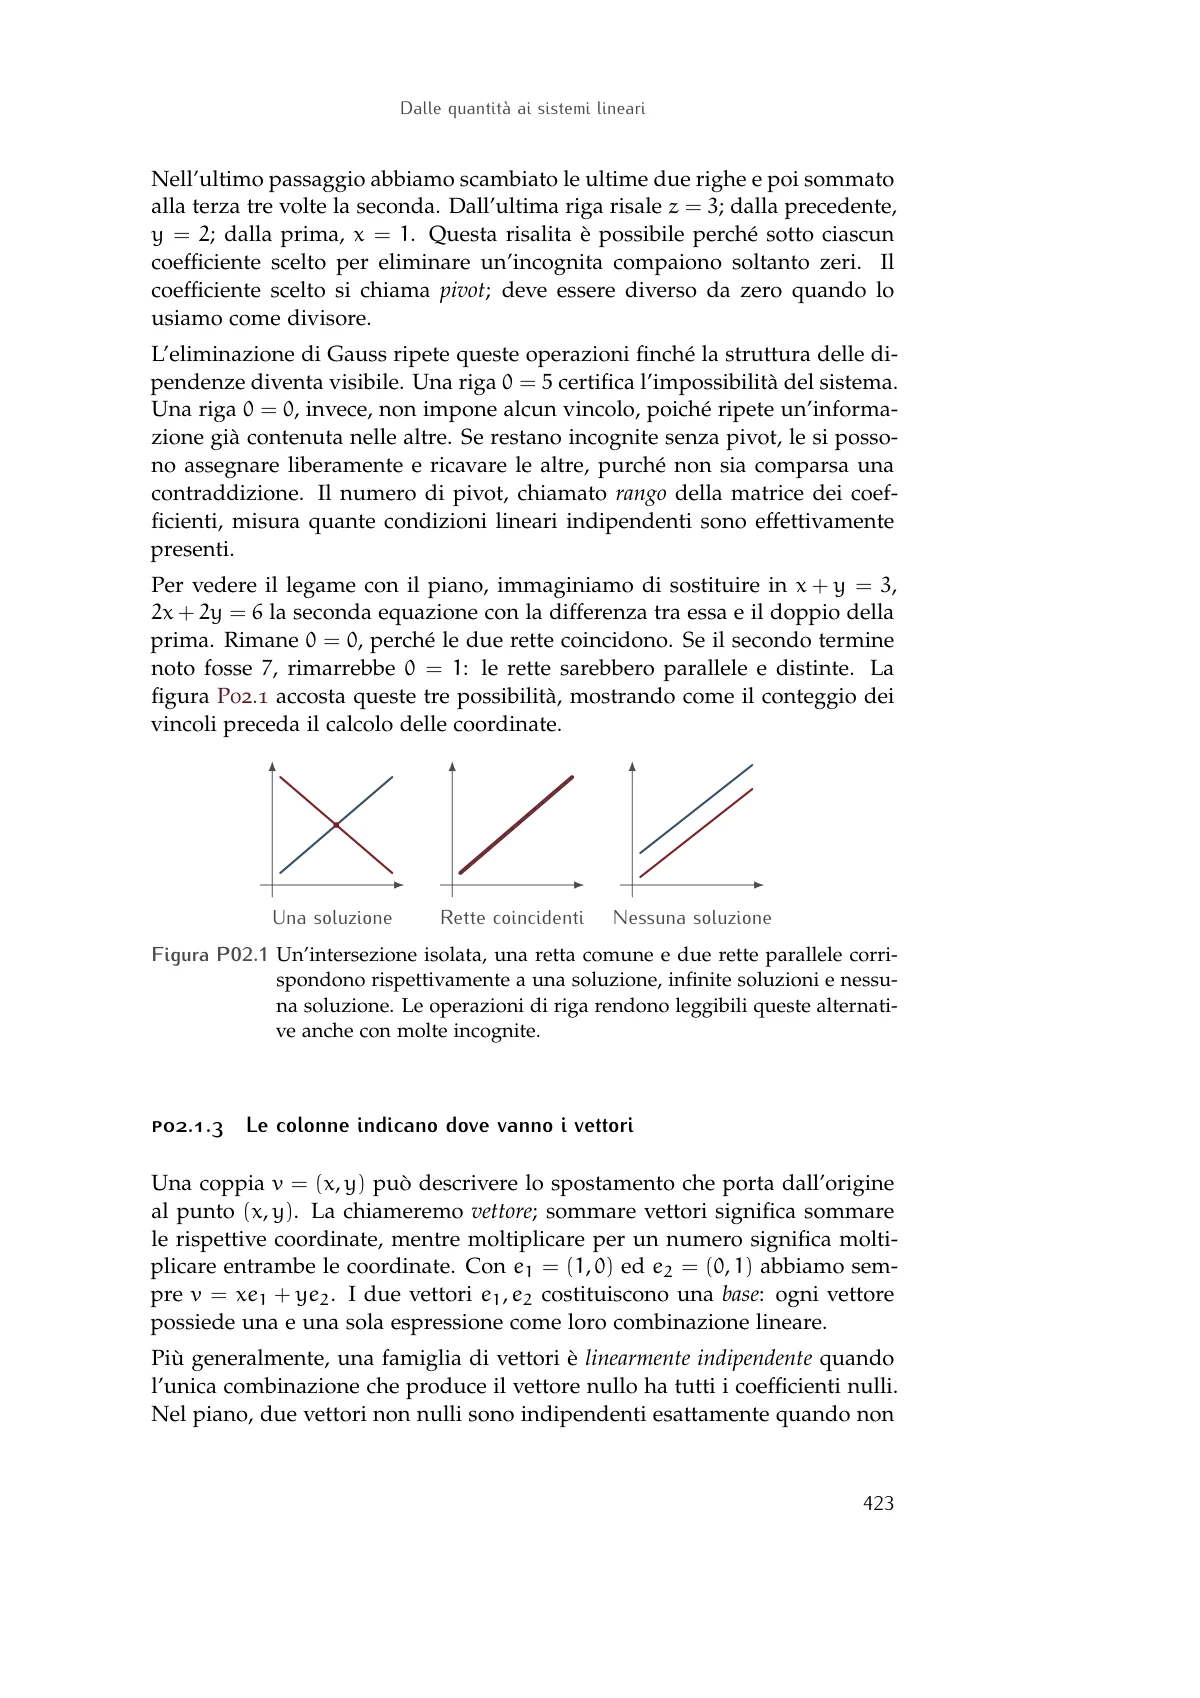 Dalle quantità ai sistemi lineari
Nell'ultimo passaggio abbiamo scambiato le ultime due righe e poi sommato
alla terza tre volte la seconda. Dall'ultima riga risale z = 3; dalla precedente,
y = 2; dalla prima, x = 1. Questa risalita è possibile perché sotto ciascun
coefficiente scelto per eliminare un'incognita compaiono soltanto zeri. Il
coefficiente scelto si chiama pivot; deve essere diverso da zero quando lo
usiamo come divisore.
L'eliminazione di Gauss ripete queste operazioni finché la struttura delle di-
pendenze diventa visibile. Una riga 0 = 5 certifica l'impossibilità del sistema.
Una riga 0 = 0, invece, non impone alcun vincolo, poiché ripete un'informa-
zione già contenuta nelle altre. Se restano incognite senza pivot, le si posso-
no assegnare liberamente e ricavare le altre, purché non sia comparsa una
contraddizione. Il numero di pivot, chiamato rango della matrice dei coef-
ficienti, misura quante condizioni lineari indipendenti sono effettivamente
presenti.
Per vedere il legame con il piano, immaginiamo di sostituire in x + y = 3,
2x + 2y = 6 la seconda equazione con la differenza tra essa e il doppio della
prima. Rimane 0 = 0, perché le due rette coincidono. Se il secondo termine
noto fosse 7, rimarrebbe 0 = 1: le rette sarebbero parallele e distinte. La
figura P02.1 accosta queste tre possibilità, mostrando come il conteggio dei
vincoli preceda il calcolo delle coordinate.
Una soluzione Rette coincidenti Nessuna soluzione
Figura P02.1 Un'intersezione isolata, una retta comune e due rette parallele corri-
spondono rispettivamente a una soluzione, infinite soluzioni e nessu-
na soluzione. Le operazioni di riga rendono leggibili queste alternati-
ve anche con molte incognite.
P02.1.3 Le colonne indicano dove vanno i vettori
Una coppia v = (x, y) può descrivere lo spostamento che porta dall'origine
al punto (x, y). La chiameremo vettore; sommare vettori significa sommare
le rispettive coordinate, mentre moltiplicare per un numero significa molti-
plicare entrambe le coordinate. Con e₁ = (1, 0) ed e₂ = (0, 1) abbiamo sem-
pre v = xe₁ + ye₂. I due vettori e₁, e₂ costituiscono una base: ogni vettore
possiede una e una sola espressione come loro combinazione lineare.
Più generalmente, una famiglia di vettori è linearmente indipendente quando
l'unica combinazione che produce il vettore nullo ha tutti i coefficienti nulli.
Nel piano, due vettori non nulli sono indipendenti esattamente quando non
423